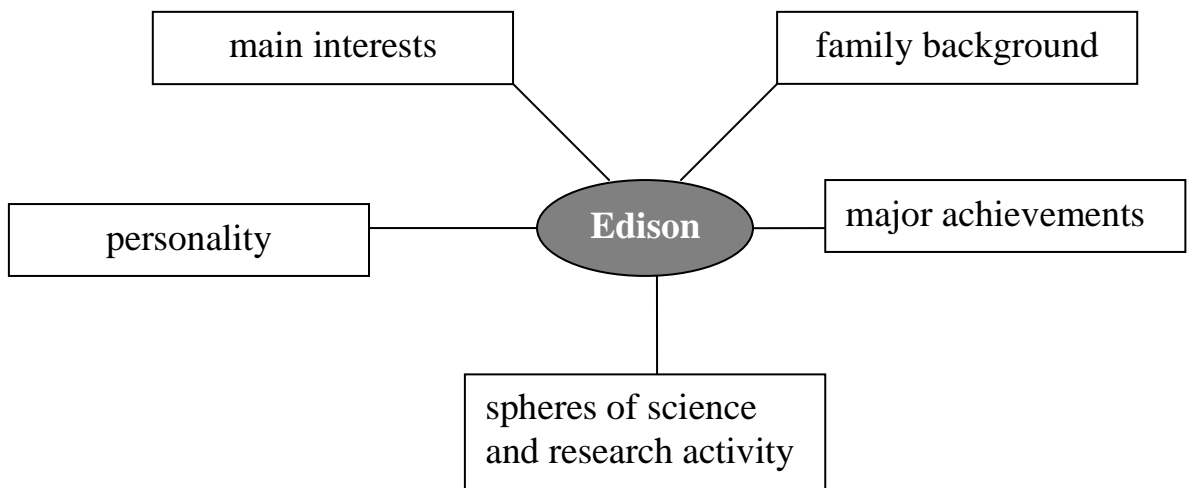 main interests
family background
Edison
major achievements
personality
spheres of science
and research activity